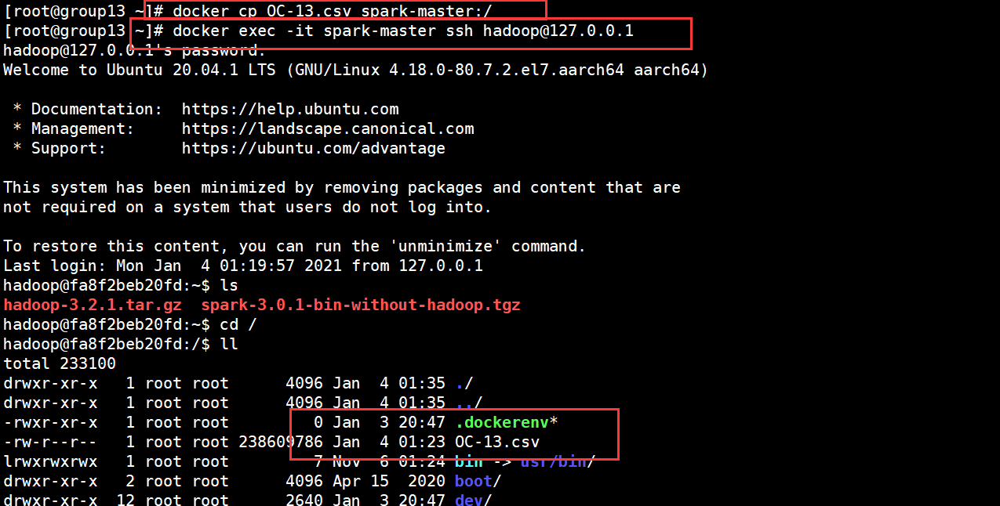 [root@group13 ~]# docker cp OC-13.csv spark-master:/
[root@group13 ~]# docker exec -it spark-master ssh hadoop@127.0.0.1
hadoop@127.0.0.1's password:
Welcome to Ubuntu 20.04.1 LTS (GNU/Linux 4.18.0-80.7.2.el7.aarch64 aarch64)
* Documentation:  https://help.ubuntu.com
* Management:     https://landscape.canonical.com
* Support:        https://ubuntu.com/advantage
This system has been minimized by removing packages and content that are
not required on a system that users do not log into.
To restore this content, you can run the 'unminimize' command.
Last login: Mon Jan  4 01:19:57 2021 from 127.0.0.1
hadoop@fa8f2beb20fd:~$ ls
hadoop-3.2.1.tar.gz  spark-3.0.1-bin-without-hadoop.tgz
hadoop@fa8f2beb20fd:~$ cd /
hadoop@fa8f2beb20fd:/$ ll
total 233100
drwxr-xr-x   1 root root      4096 Jan  4 01:35 ./
drwxr-xr-x   1 root root      4096 Jan  4 01:35 ../
-rwxr-xr-x   1 root root         0 Jan  3 20:47 .dockerenv*
-rw-r--r--   1 root root 238609786 Jan  4 01:23 OC-13.csv
lrwxrwxrwx   1 root root         7 Nov  6 01:24 bin -> usr/bin/
drwxr-xr-x   2 root root      4096 Apr 15  2020 boot/
drwxr-xr-x  12 root root      2640 Jan  3 20:47 dev/